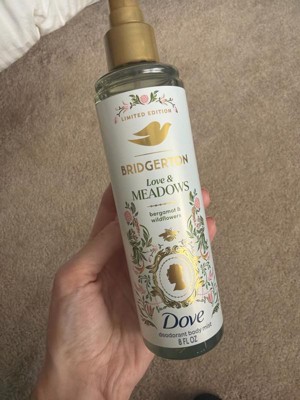 LIMITED EDITION
BRIDGERTON
Love &
MEADOWS
bergamot &
wildflowers
Dove
deodorant body mist
8 FL OZ